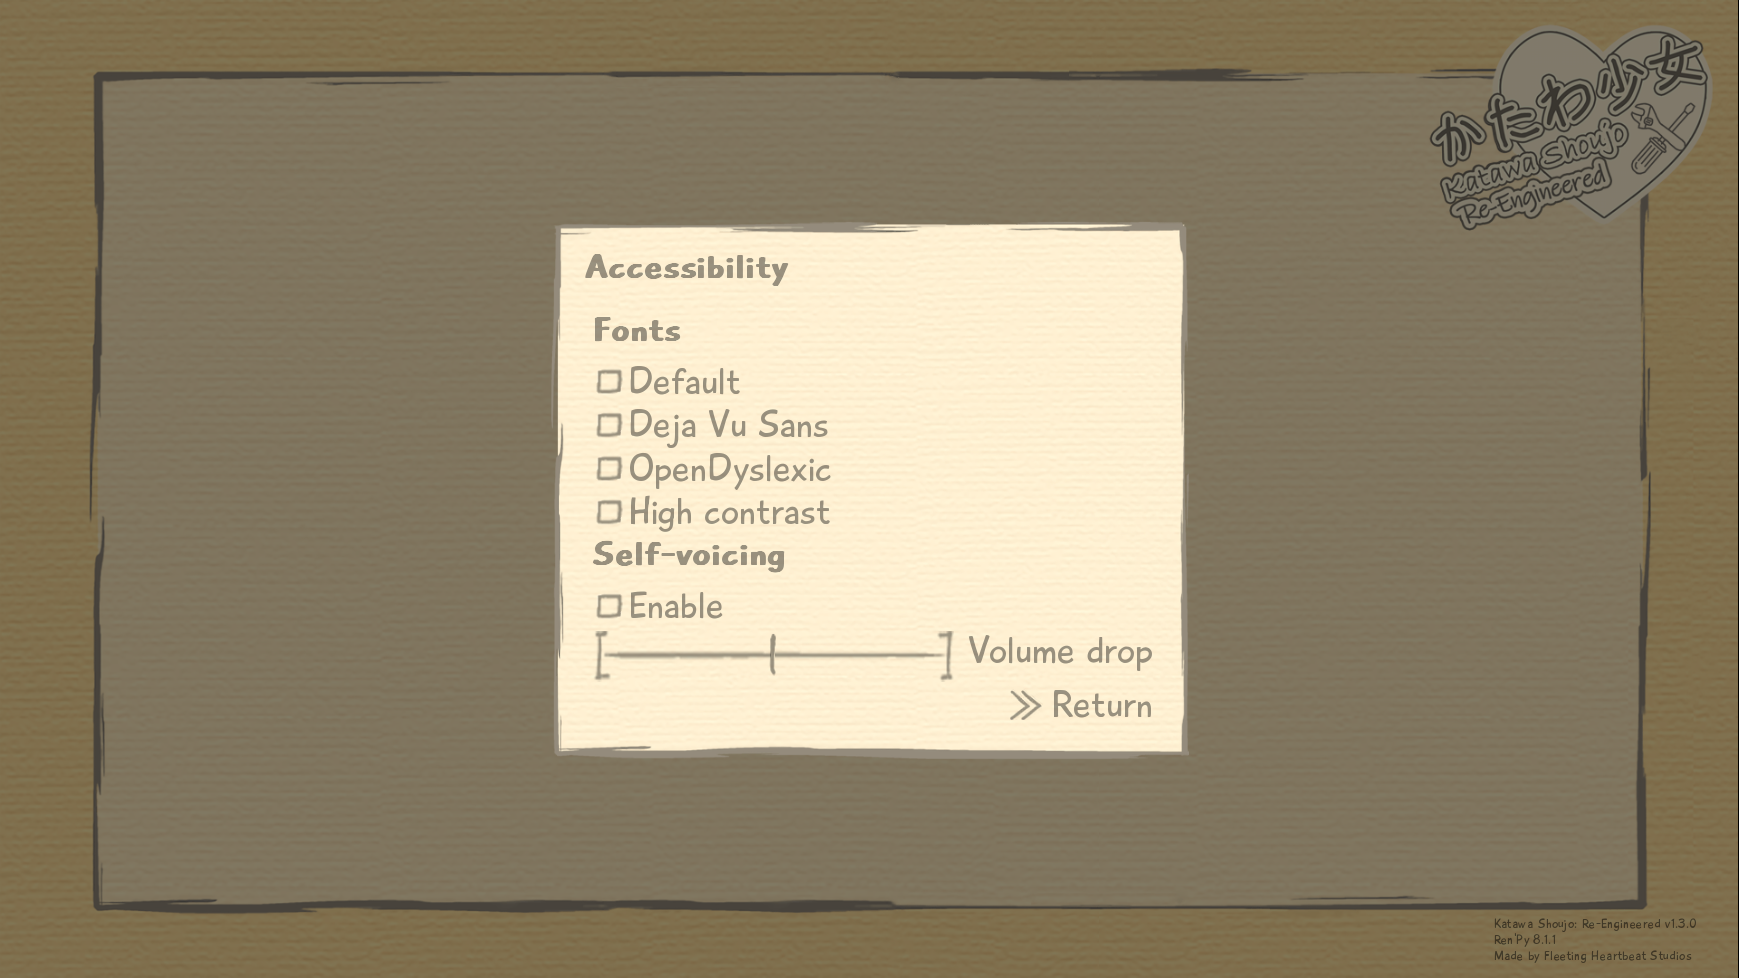 かたわ少女
Katawa Shoujo
Re-Engineered
Accessibility
Fonts
Default
Deja Vu Sans
OpenDyslexic
High contrast
Self-voicing
Enable
Volume drop
Return
Katawa Shoujo: Re-Engineered v1.3.0
Ren'Py 8.1.1
Made by Fleeting Heartbeat Studios